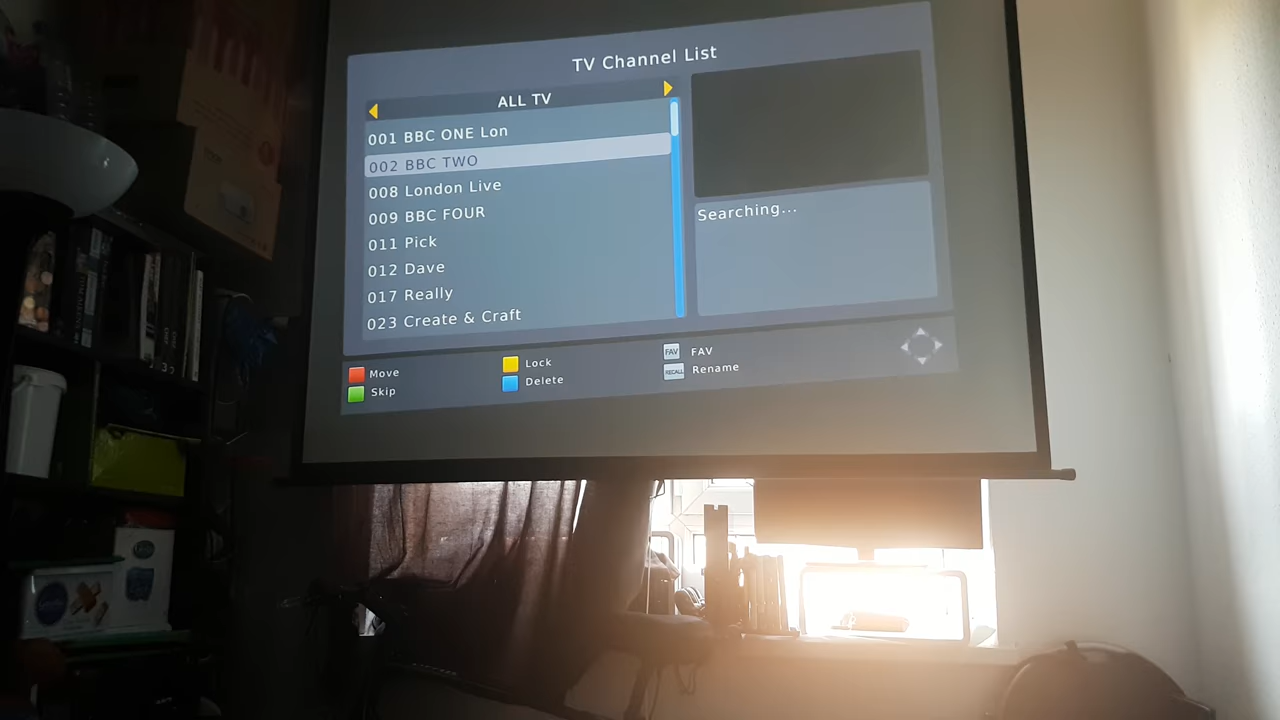 TV Channel List
ALL TV
001 BBC ONE Lon
002 BBC TWO
008 London Live
009 BBC FOUR
011 Pick
012 Dave
017 Really
023 Create & Craft
Searching...
Move
Lock
FAV FAV
Skip
Delete
RECALL Rename